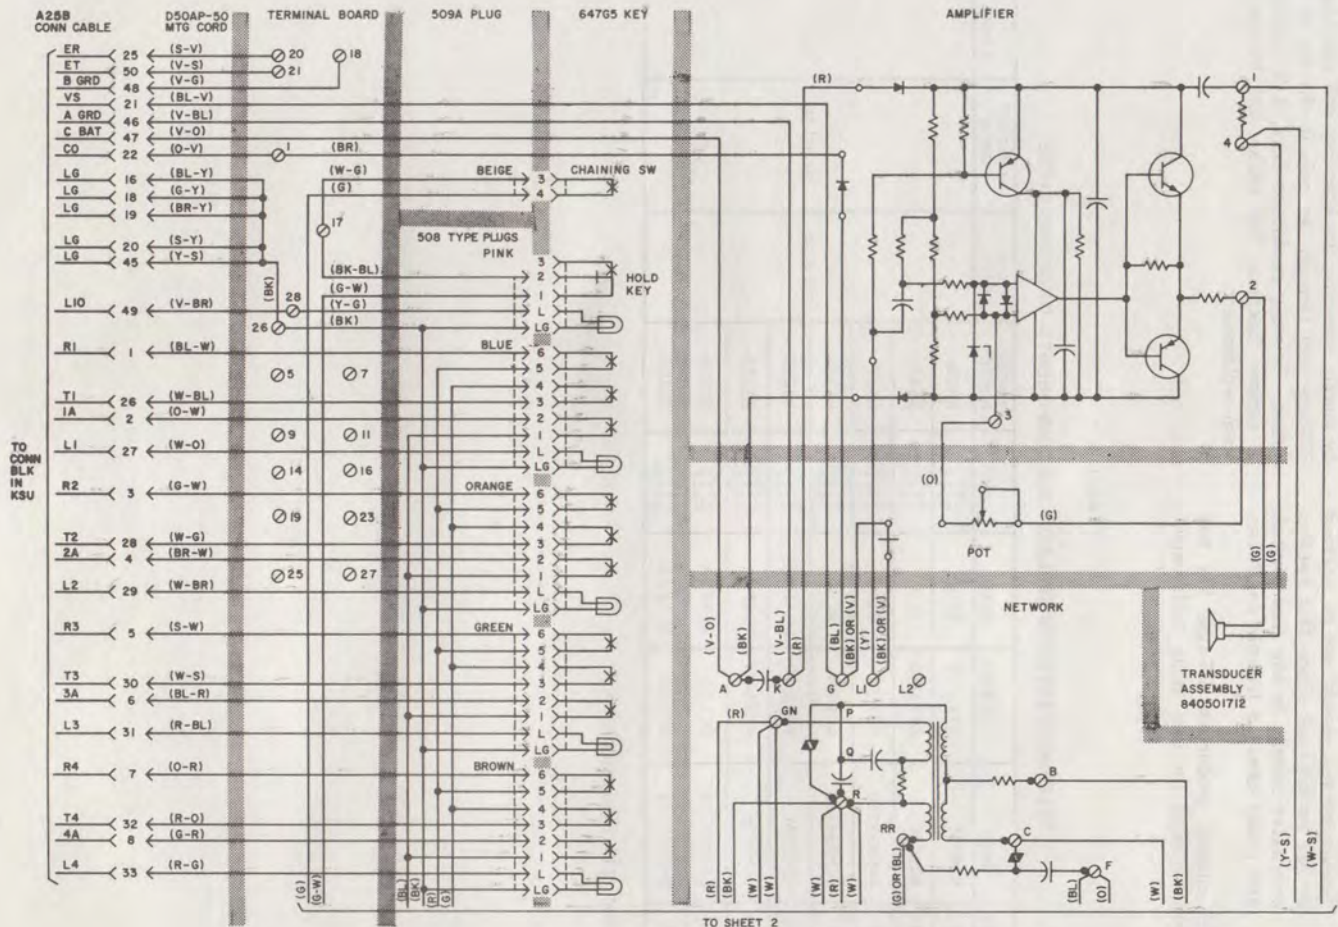 A25B
CONN CABLE
D50AP-50
MTG CORD
TERMINAL BOARD
509A PLUG
647G5 KEY
AMPLIFIER
ER 25 (S-V)
ET 50 (V-S)
B GRD 48 (V-G)
VS 21 (BL-V)
A GRD 46 (V-BL)
C BAT 47 (V-O)
CO 22 (O-V)
LG 16 (BL-Y)
LG 18 (G-Y)
LG 19 (BR-Y)
LG 20 (S-Y)
LG 45 (Y-S)
L10 49 (V-BR)
R1 1 (BL-W)
T1 26 (W-BL)
1A 2 (O-W)
L1 27 (W-O)
R2 3 (G-W)
T2 28 (W-G)
2A 4 (BR-W)
L2 29 (W-BR)
R3 5 (S-W)
T3 30 (W-S)
3A 6 (BL-R)
L3 31 (R-BL)
R4 7 (O-R)
T4 32 (R-O)
4A 8 (G-R)
L4 33 (R-G)
TO
CONN
BLK
IN
KSU
20
18
21
1
(BR)
17
(BK)
28
26
5
7
9
11
14
16
19
23
25
27
(W-G)
(G)
(BK-BL)
(G-W)
(Y-G)
(BK)
BEIGE
3
4
CHAINING SW
508 TYPE PLUGS
PINK
3
2
1
L
LG
HOLD
KEY
BLUE
6
5
4
3
2
1
L
LG
ORANGE
6
5
4
3
2
1
L
LG
GREEN
6
5
4
3
2
1
L
LG
BROWN
6
5
4
3
2
1
L
LG
(G)
(G-W)
(BL)
(BK)
(R)
(G)
(R)
1
4
2
3
(O)
(G)
POT
(G)
(G)
NETWORK
TRANSDUCER
ASSEMBLY
840501712
(V-O)
(BK)
(V-BL)
(R)
(BL)
(BK) OR (V)
(Y)
(BK) OR (V)
A
K
G
L1
L2
(R)
GN
P
Q
R
RR
B
C
F
(R)
(BK)
(W)
(W)
(W)
(R)
(W)
(G) OR (BL)
(BL)
(O)
(W)
(BK)
(Y-S)
(W-S)
TO SHEET 2